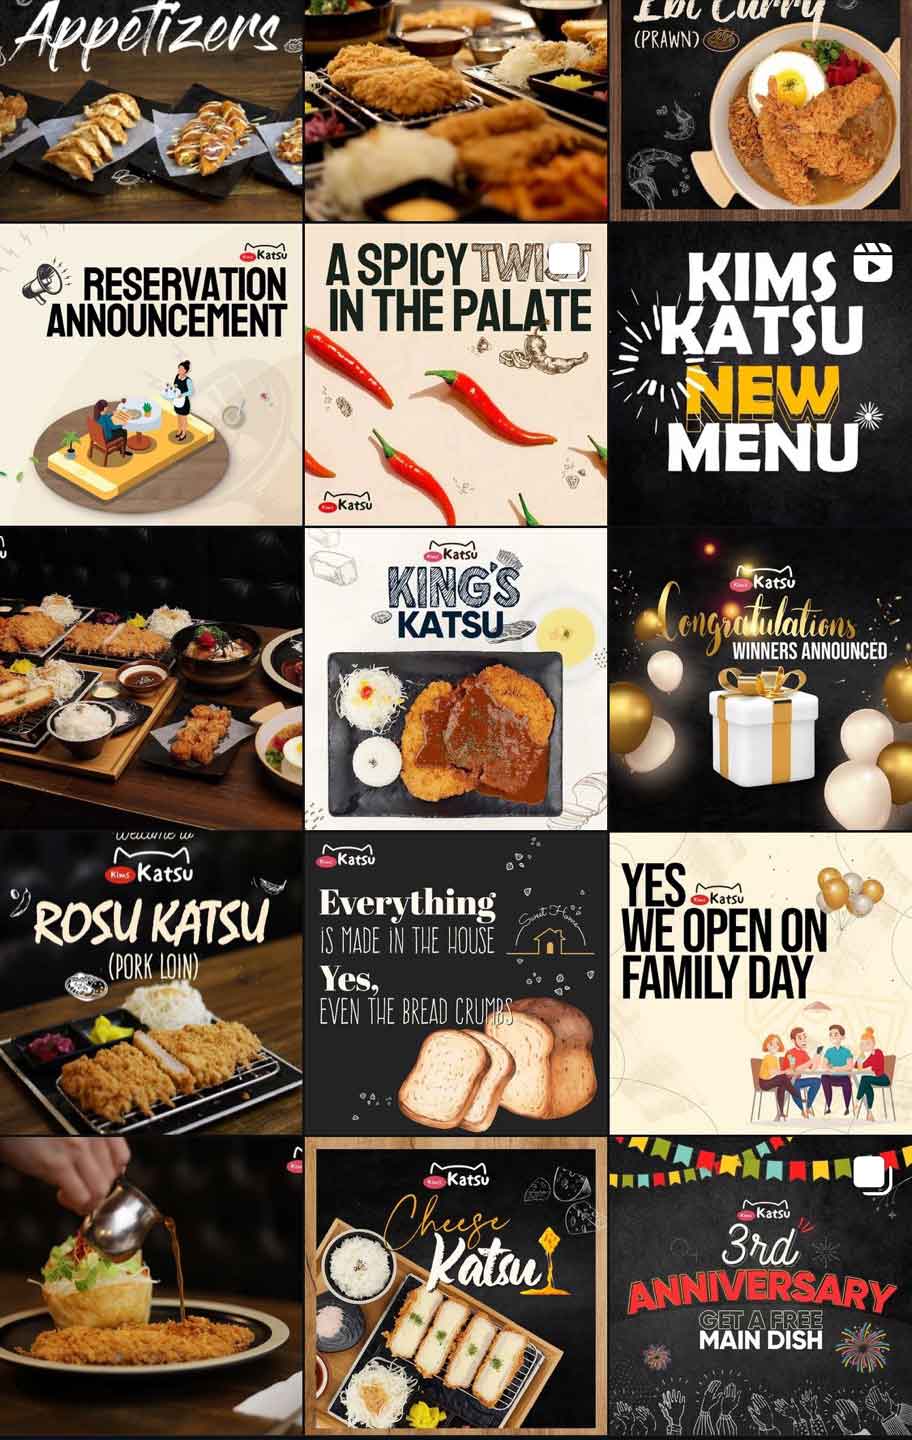 Appetizers
Ebi Curry
(PRAWN)
Kims Katsu
RESERVATION
ANNOUNCEMENT
A SPICY TWIST
IN THE PALATE
Kims Katsu
KIMS
KATSU
NEW
MENU
Kims Katsu
KING'S
KATSU
Kims Katsu
Congratulations
WINNERS ANNOUNCED
Welcome to
Kims Katsu
ROSU KATSU
(PORK LOIN)
Kims Katsu
Everything
IS MADE IN THE HOUSE
Yes,
EVEN THE BREAD CRUMBS
Sweet Home
YES
Kims Katsu
WE OPEN ON
FAMILY DAY
Kims
Kims Katsu
Cheese
Katsu
Kims Katsu
3rd
ANNIVERSARY
GET A FREE
MAIN DISH